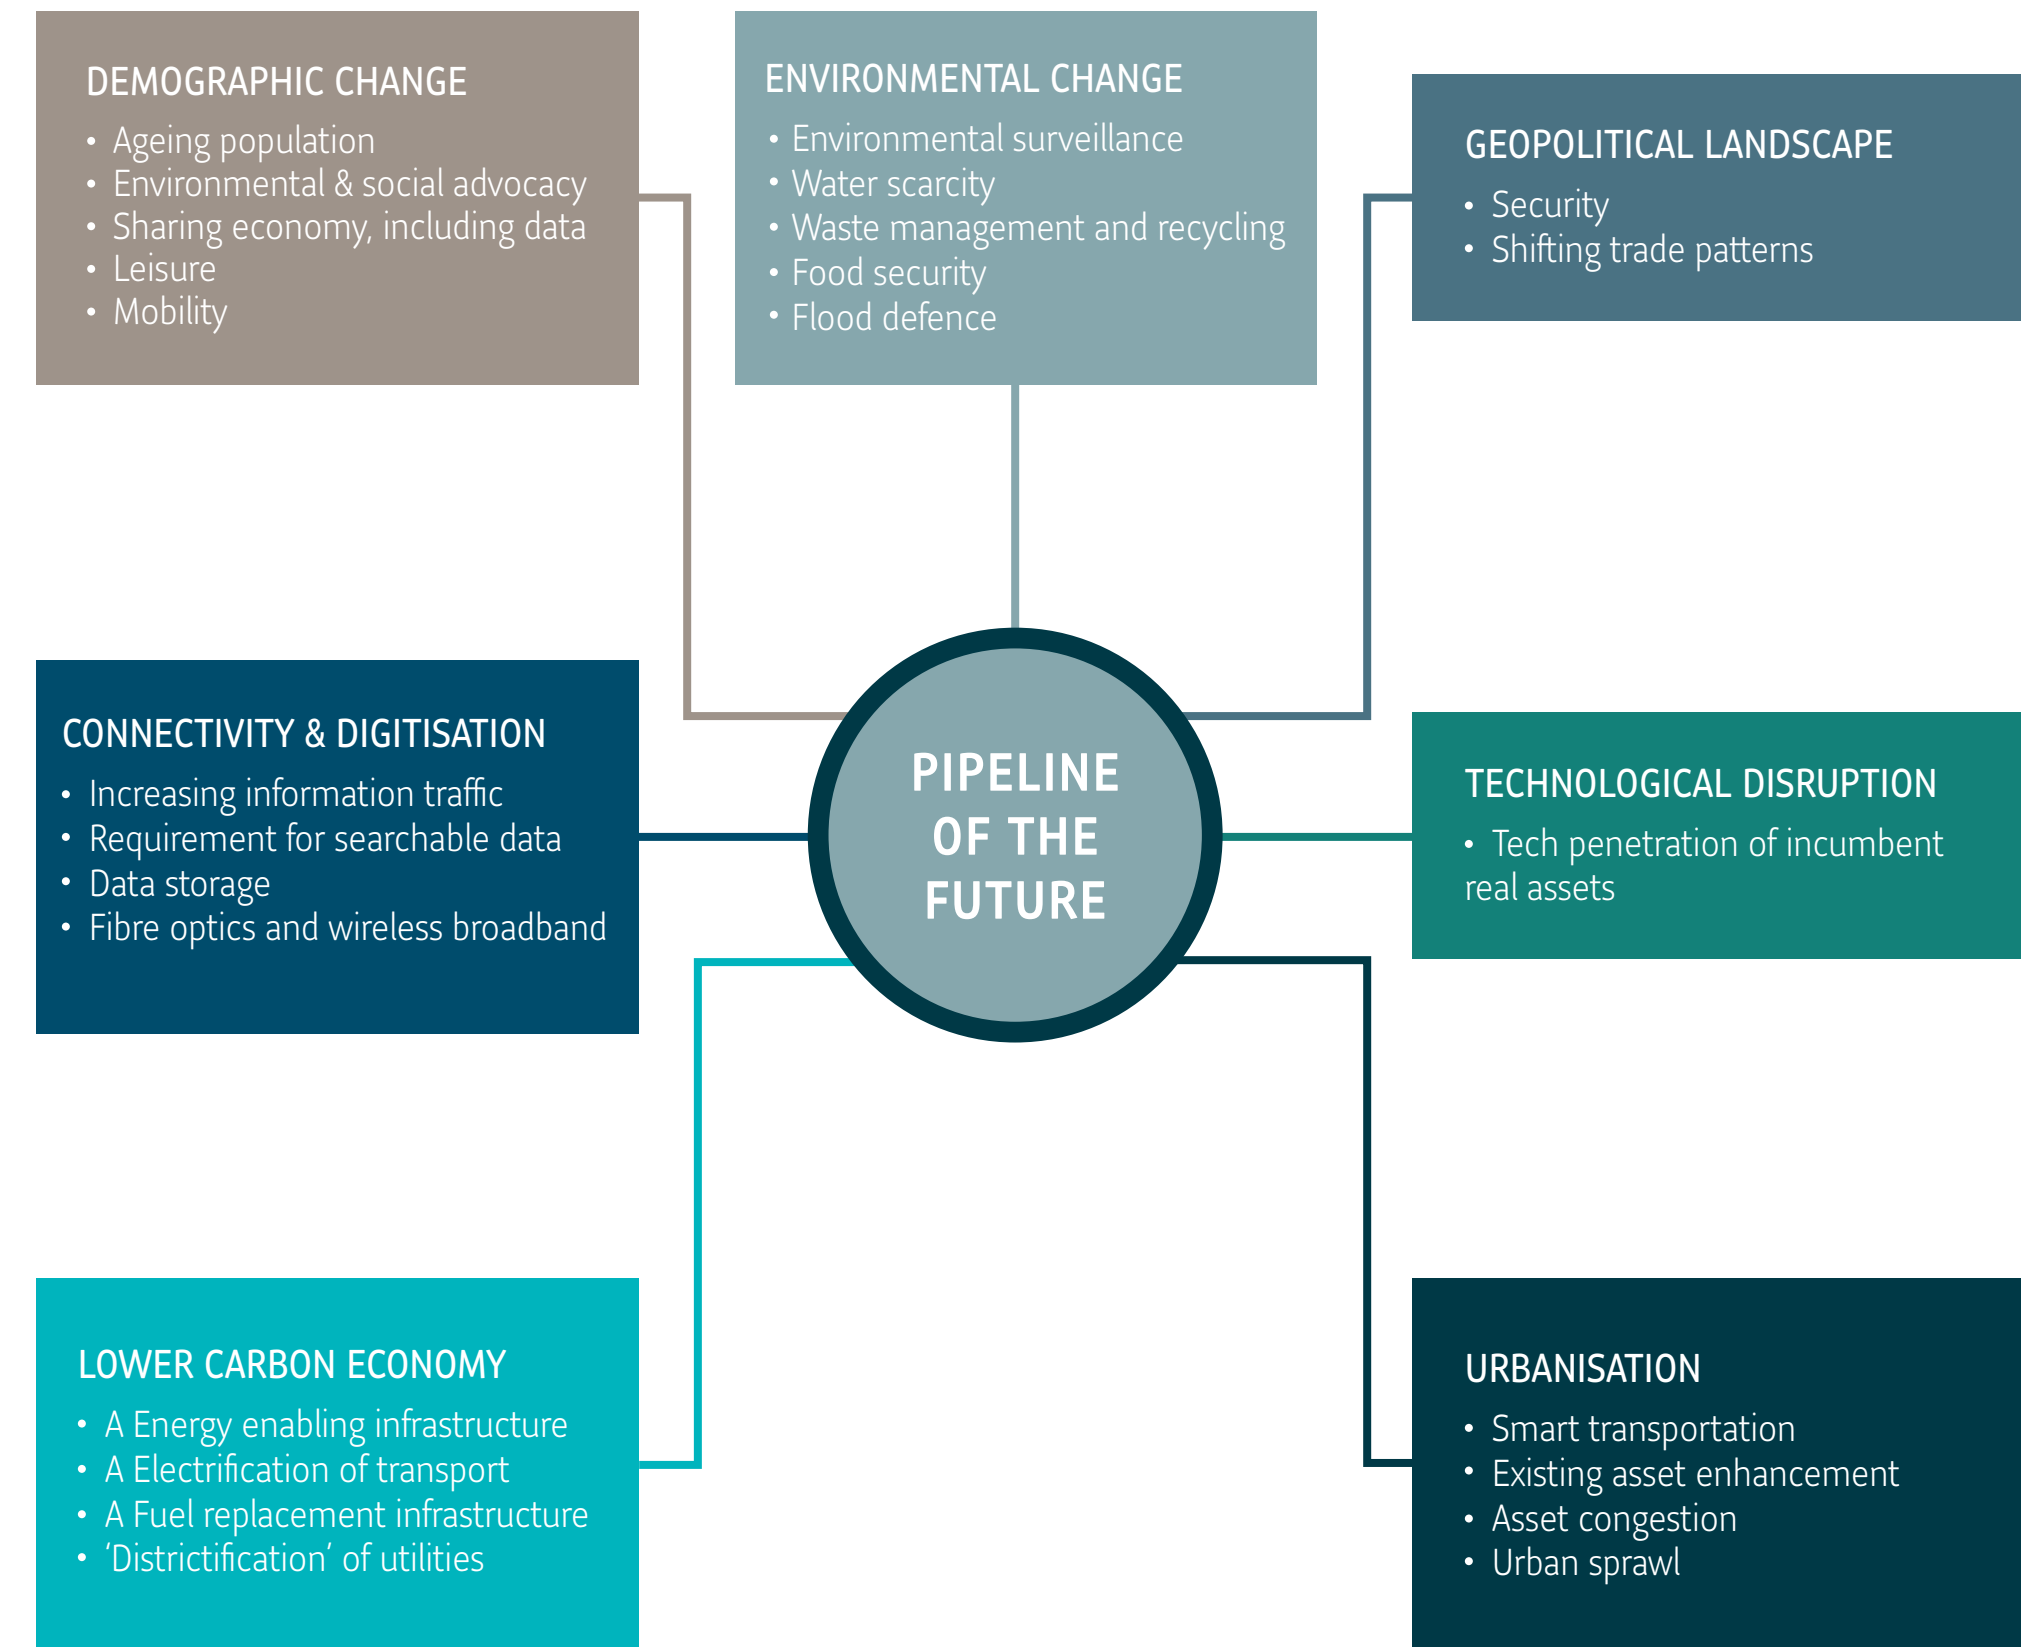 DEMOGRAPHIC CHANGE
• Ageing population
• Environmental & social advocacy
• Sharing economy, including data
• Leisure
• Mobility
ENVIRONMENTAL CHANGE
• Environmental surveillance
• Water scarcity
• Waste management and recycling
• Food security
• Flood defence
GEOPOLITICAL LANDSCAPE
• Security
• Shifting trade patterns
CONNECTIVITY & DIGITISATION
• Increasing information traffic
• Requirement for searchable data
• Data storage
• Fibre optics and wireless broadband
PIPELINE
OF THE
FUTURE
TECHNOLOGICAL DISRUPTION
• Tech penetration of incumbent
real assets
LOWER CARBON ECONOMY
• A Energy enabling infrastructure
• A Electrification of transport
• A Fuel replacement infrastructure
• ‘Districtification’ of utilities
URBANISATION
• Smart transportation
• Existing asset enhancement
• Asset congestion
• Urban sprawl